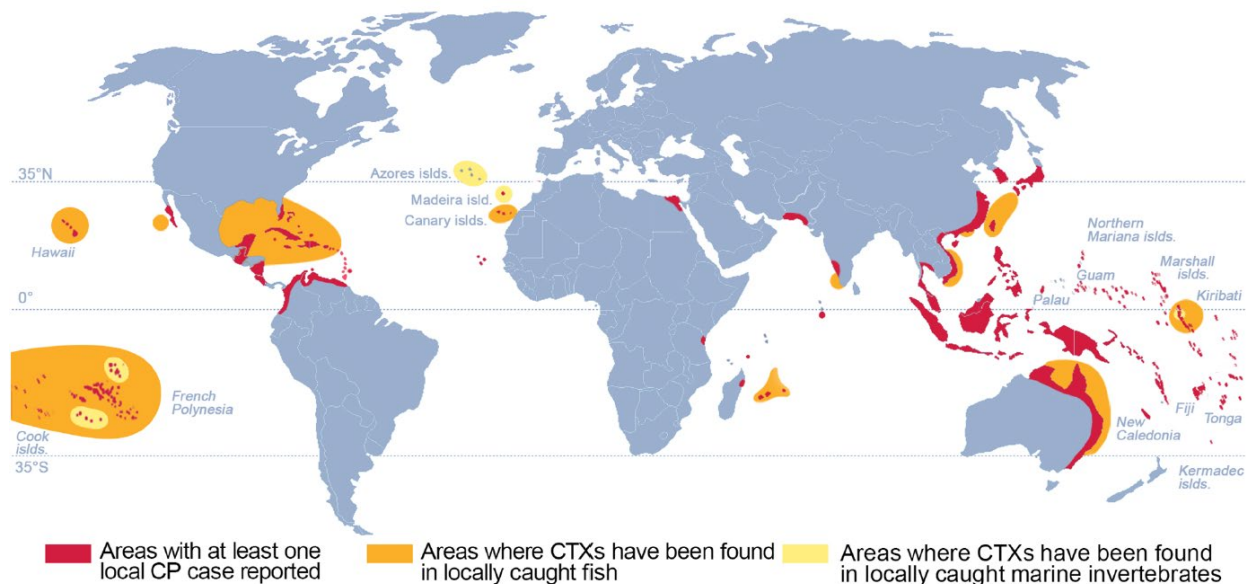 Azores islds.
35°N
Madeira isld.
Canary islds.
Hawaii
Northern
Mariana islds.
Marshall
islds.
Guam
Kiribati
0°
Palau
French
Polynesia
Cook
islds.
35°S
Fiji
Tonga
New
Caledonia
Kermadec
islds.
Areas with at least one
local CP case reported
Areas where CTXs have been found
in locally caught fish
Areas where CTXs have been found
in locally caught marine invertebrates